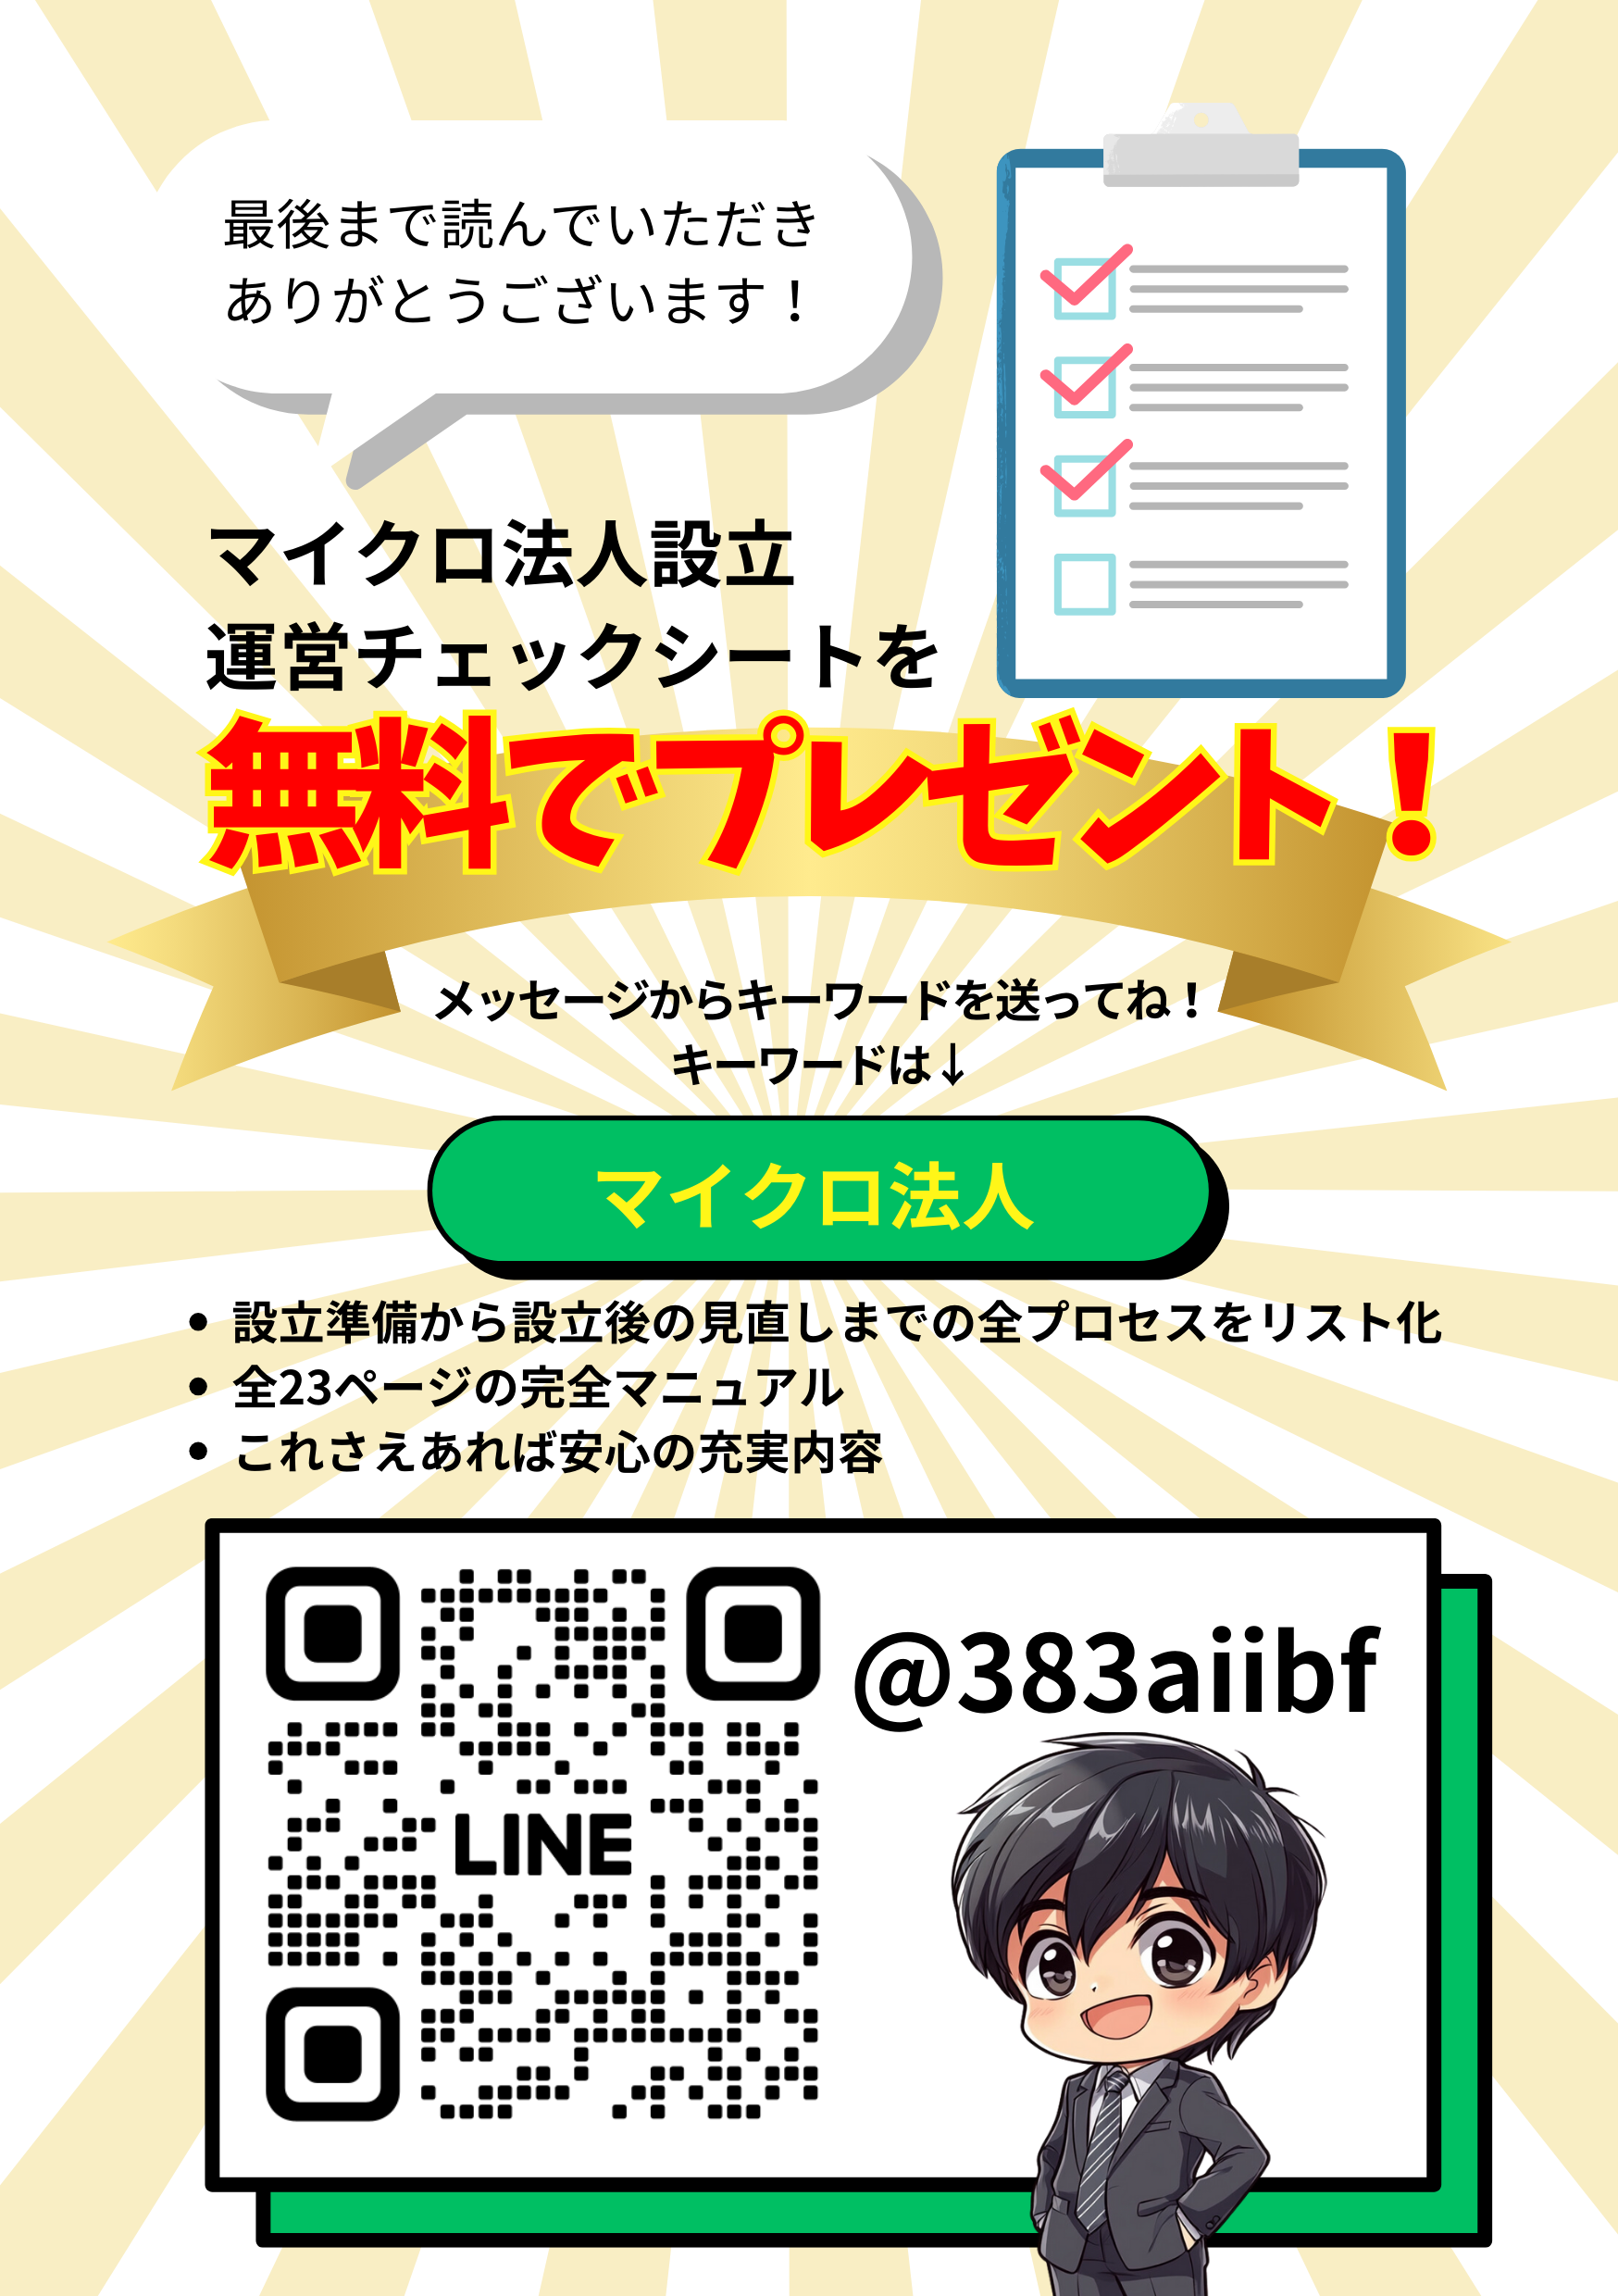 最後まで読んでいただき
ありがとうございます！
マイクロ法人設立
運営チェックシートを
無料でプレゼント！
メッセージからキーワードを送ってね！
キーワードは↓
マイクロ法人
• 設立準備から設立後の見直しまでの全プロセスをリスト化
• 全23ページの完全マニュアル
• これさえあれば安心の充実内容
@383aiibf
LINE